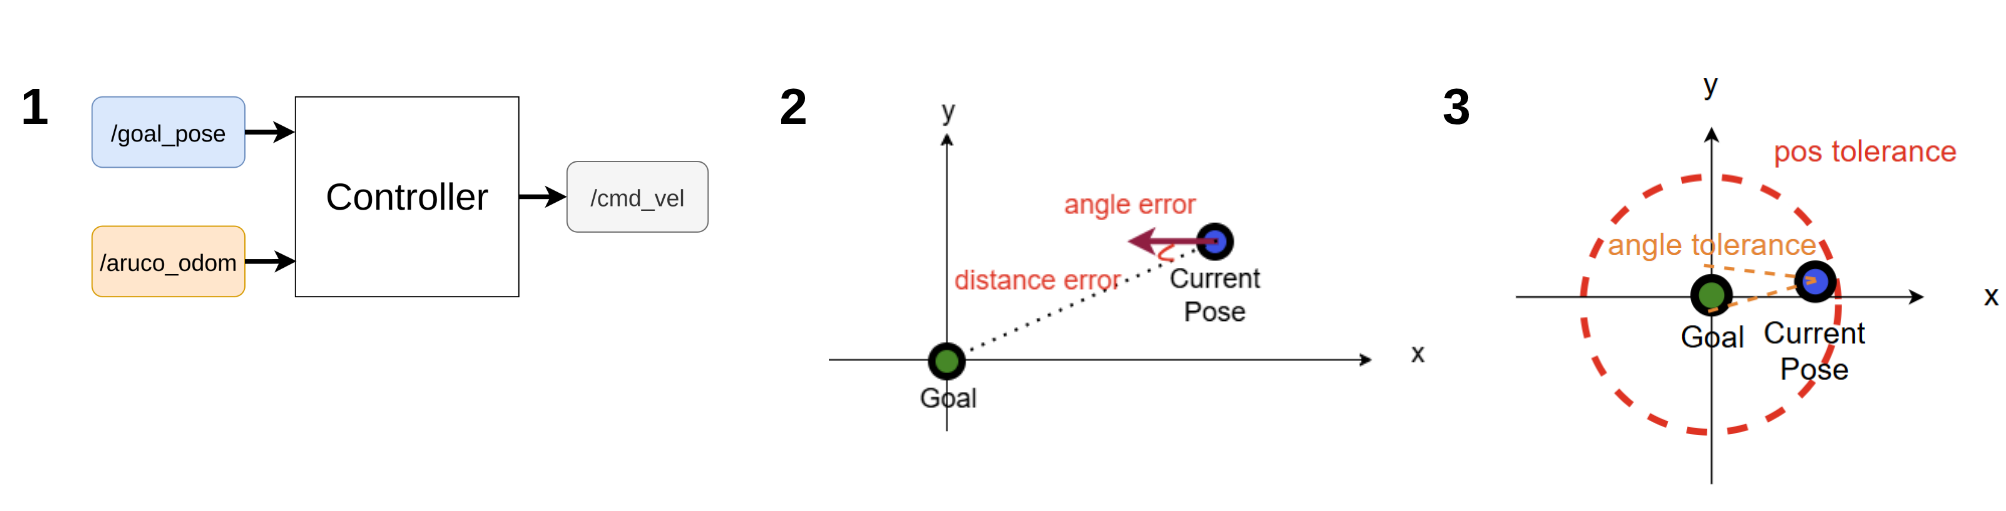 1
/goal_pose
/aruco_odom
Controller
/cmd_vel
2
y
angle error
distance error
Current
Pose
x
Goal
3
y
pos tolerance
angle tolerance
x
Goal
Current
Pose